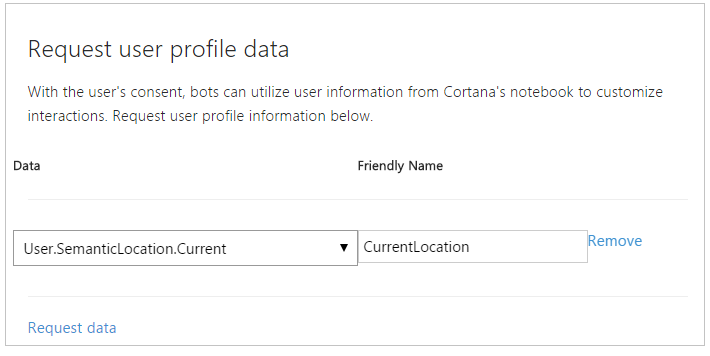 Request user profile data
With the user's consent, bots can utilize user information from Cortana's notebook to customize
interactions. Request user profile information below.
Data Friendly Name
User.SemanticLocation.Current CurrentLocation Remove
Request data